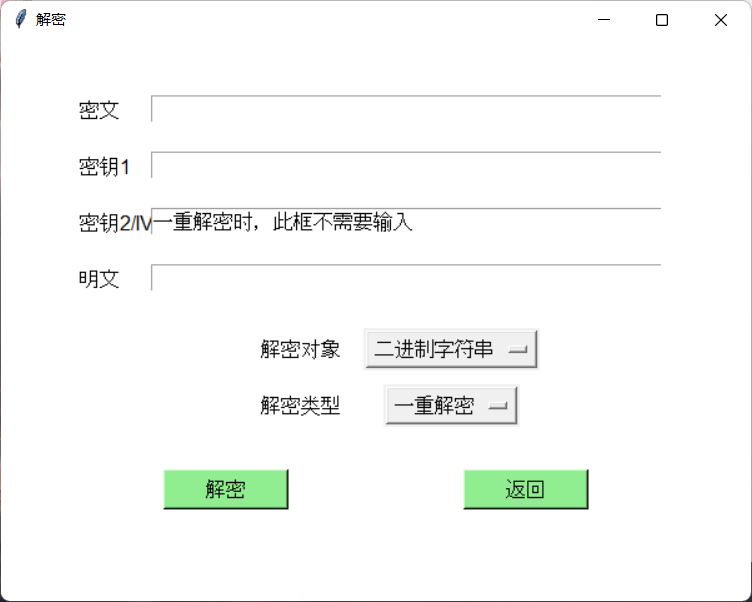 解密
密文
密钥1
密钥2/IV 一重解密时，此框不需要输入
明文
解密对象 二进制字符串
解密类型 一重解密
解密 返回